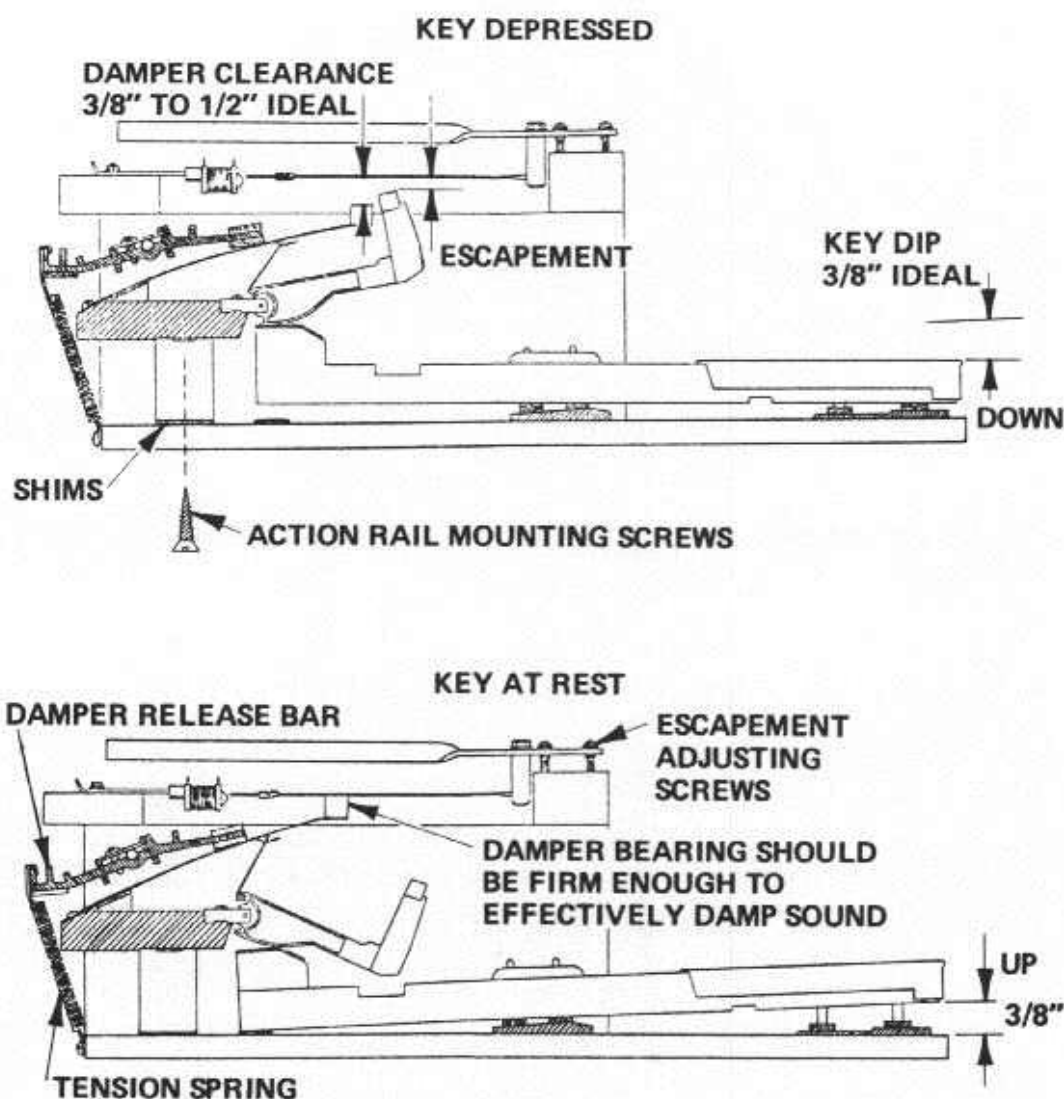 KEY DEPRESSED
DAMPER CLEARANCE
3/8" TO 1/2" IDEAL
ESCAPEMENT
KEY DIP
3/8" IDEAL
DOWN
SHIMS
ACTION RAIL MOUNTING SCREWS
KEY AT REST
DAMPER RELEASE BAR
ESCAPEMENT
ADJUSTING
SCREWS
DAMPER BEARING SHOULD
BE FIRM ENOUGH TO
EFFECTIVELY DAMP SOUND
UP
3/8"
TENSION SPRING